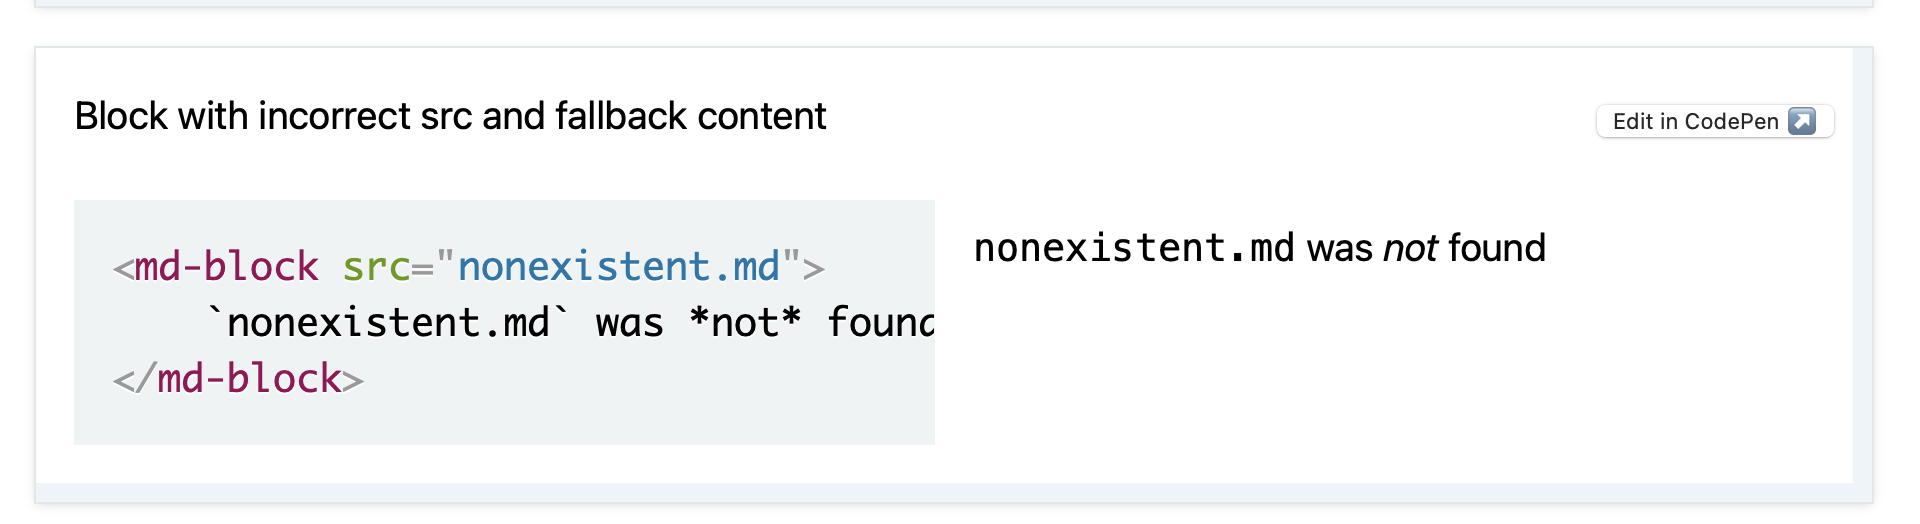 Block with incorrect src and fallback content
Edit in CodePen
<md-block src="nonexistent.md">
`nonexistent.md` was *not* found
</md-block>
nonexistent.md was not found